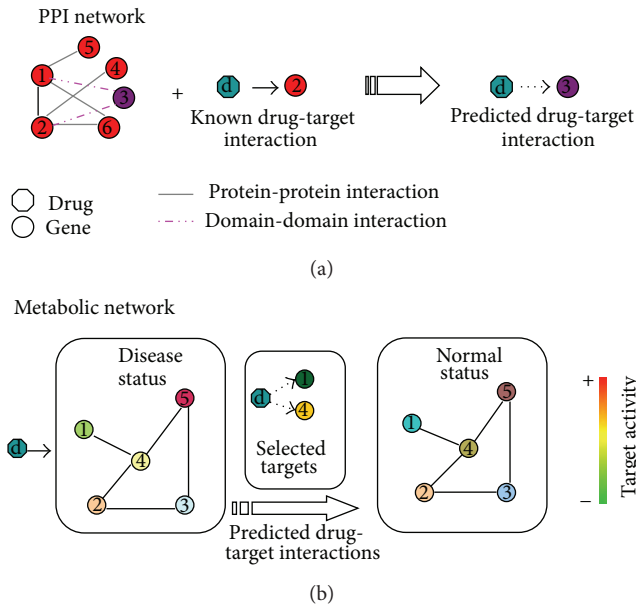 PPI network
5
1
4
3
2
6
+
d
2
Known drug-target
interaction
d
3
Predicted drug-target
interaction
Drug
Gene
Protein-protein interaction
Domain-domain interaction
(a)
Metabolic network
d
Disease
status
5
1
4
2
3
d
1
4
Selected
targets
Predicted drug-
target interactions
Normal
status
5
1
4
2
3
+
Target activity
−
(b)